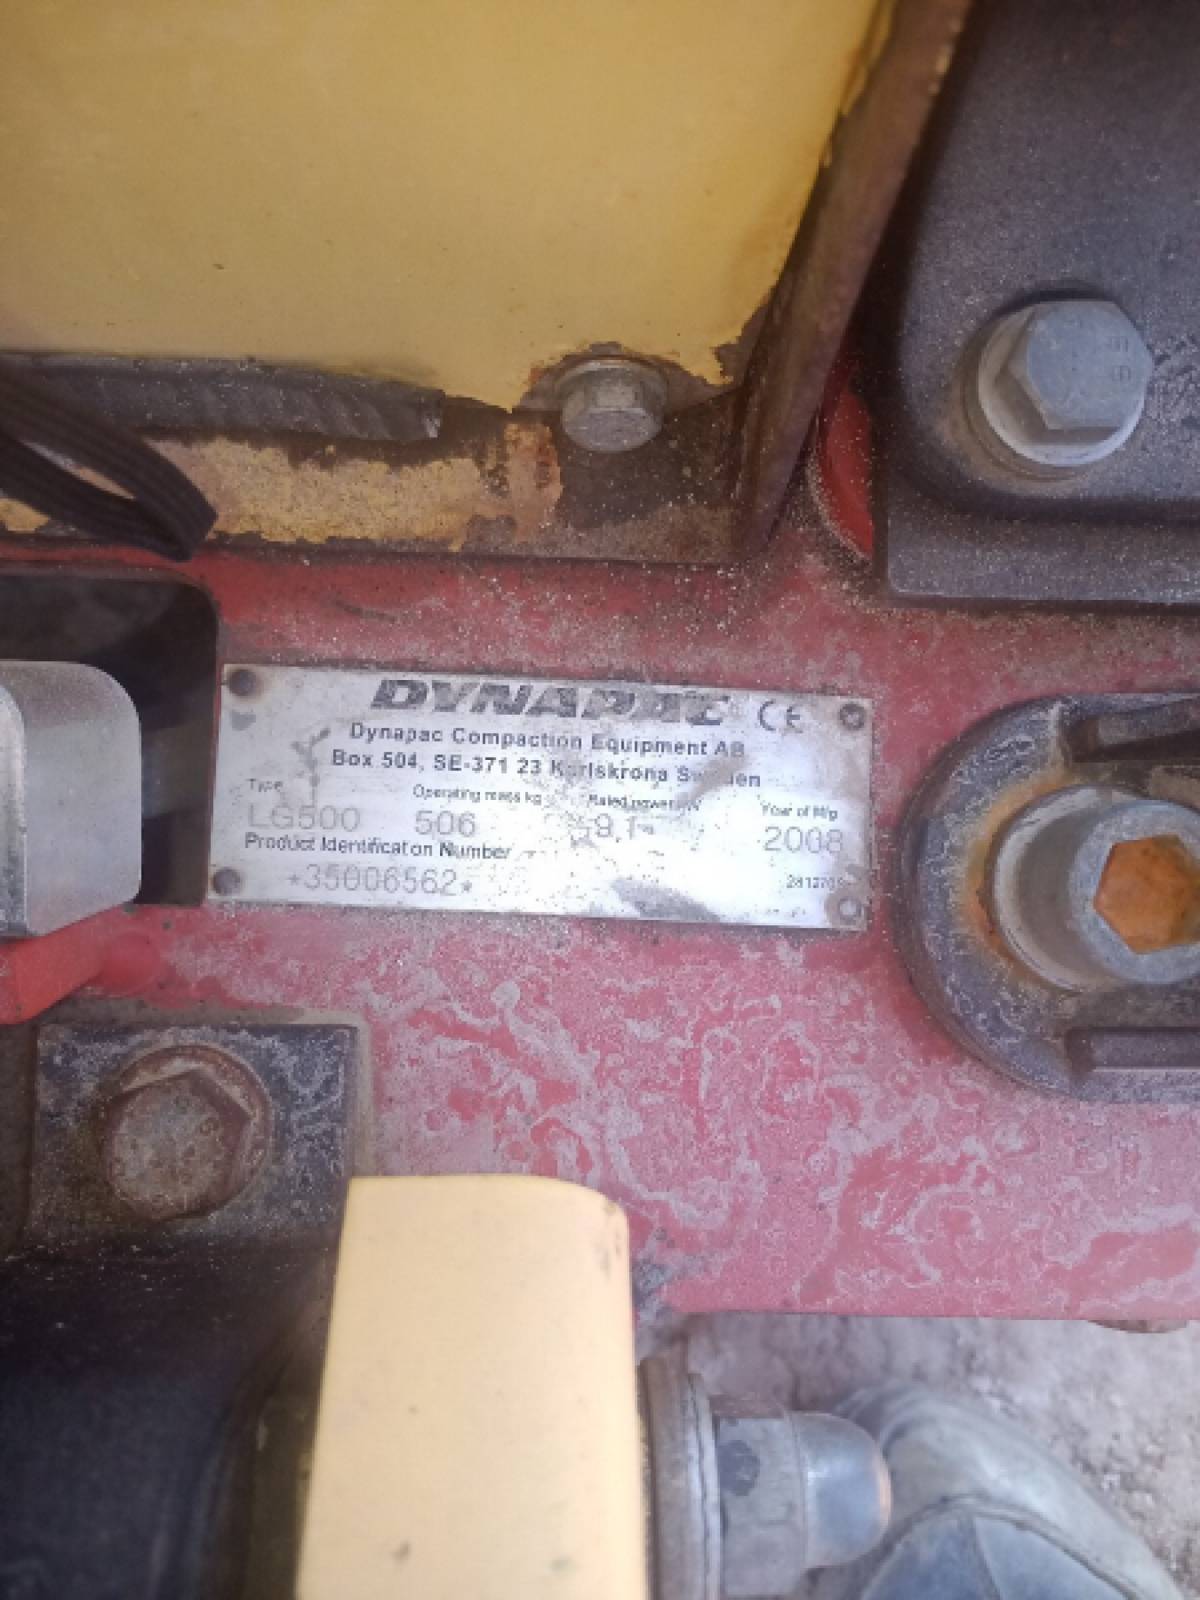 DYNAPAC CE
Dynapac Compaction Equipment AB
Box 504, SE-371 23 Karlskrona Sweden
Type Operating mass kg Rated power kW Year of Mfg
LG500 506 9,1 2008
Product Identification Number
*35006562*